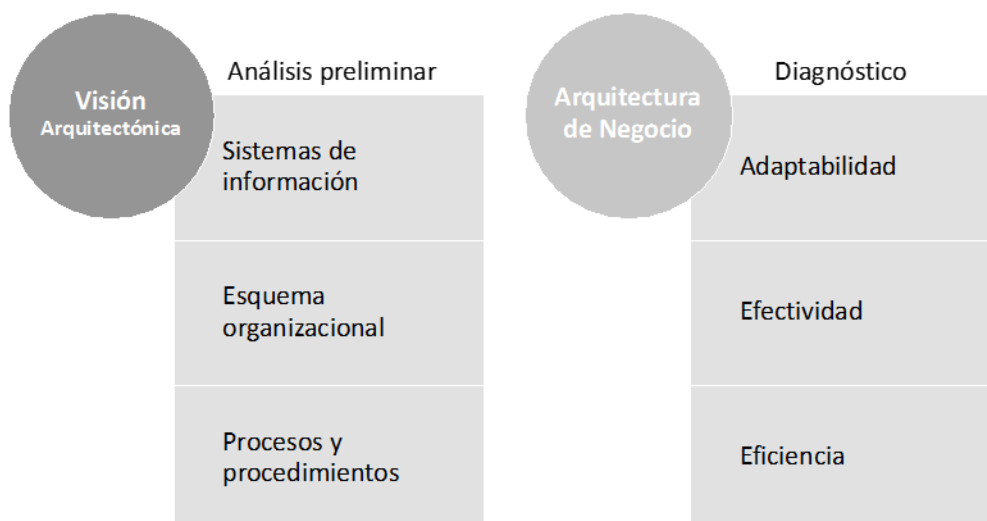 Visión
Arquitectónica
Análisis preliminar
Sistemas de
información
Esquema
organizacional
Procesos y
procedimientos
Arquitectura
de Negocio
Diagnóstico
Adaptabilidad
Efectividad
Eficiencia